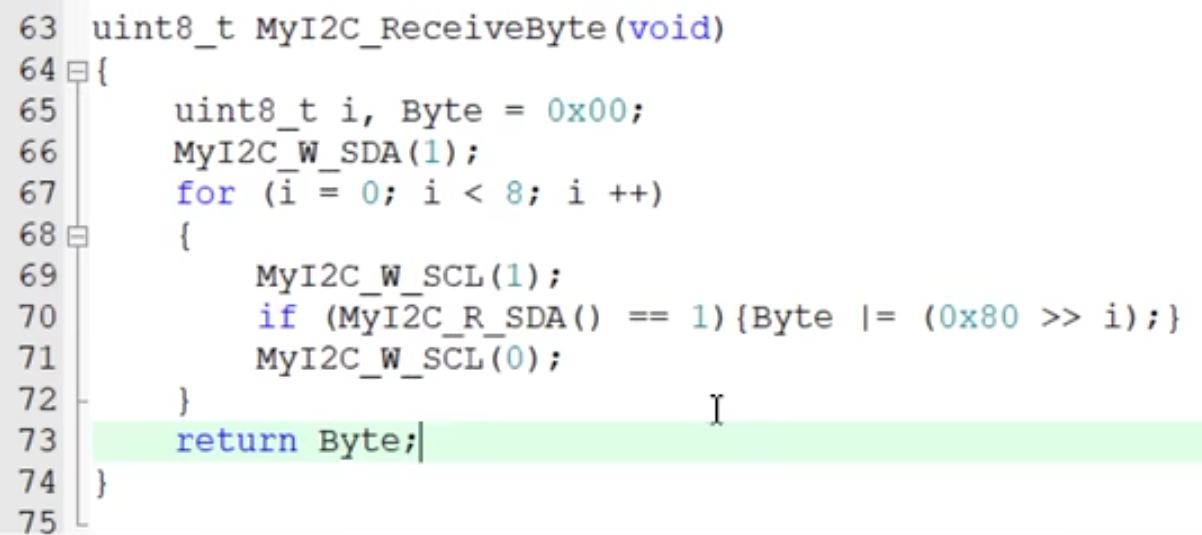 63 uint8_t MyI2C_ReceiveByte(void)
64 {
65     uint8_t i, Byte = 0x00;
66     MyI2C_W_SDA(1);
67     for (i = 0; i < 8; i ++)
68     {
69         MyI2C_W_SCL(1);
70         if (MyI2C_R_SDA() == 1){Byte |= (0x80 >> i);}
71         MyI2C_W_SCL(0);
72     }
73     return Byte;
74 }
75